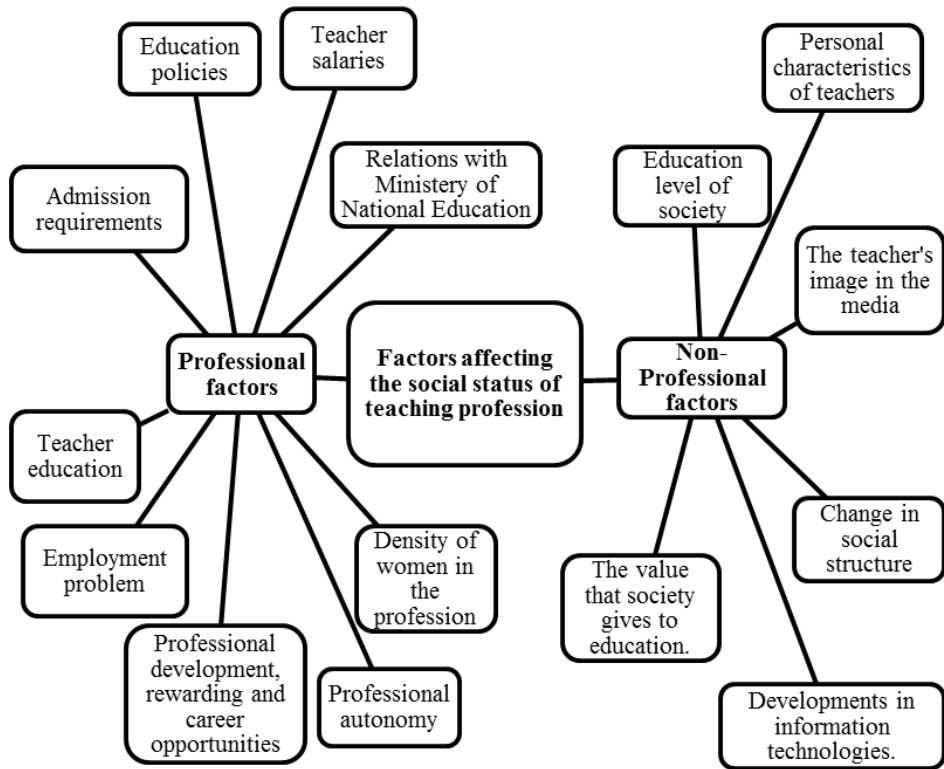 Education
policies
Teacher
salaries
Personal
characteristics
of teachers
Admission
requirements
Relations with
Ministery of
National Education
Education
level of
society
The teacher's
image in the
media
Professional
factors
Factors affecting
the social status of
teaching profession
Non-
Professional
factors
Teacher
education
Employment
problem
Density of
women in
the
profession
The value
that society
gives to
education.
Change in
social
structure
Professional
development,
rewarding and
career
opportunities
Professional
autonomy
Developments in
information
technologies.